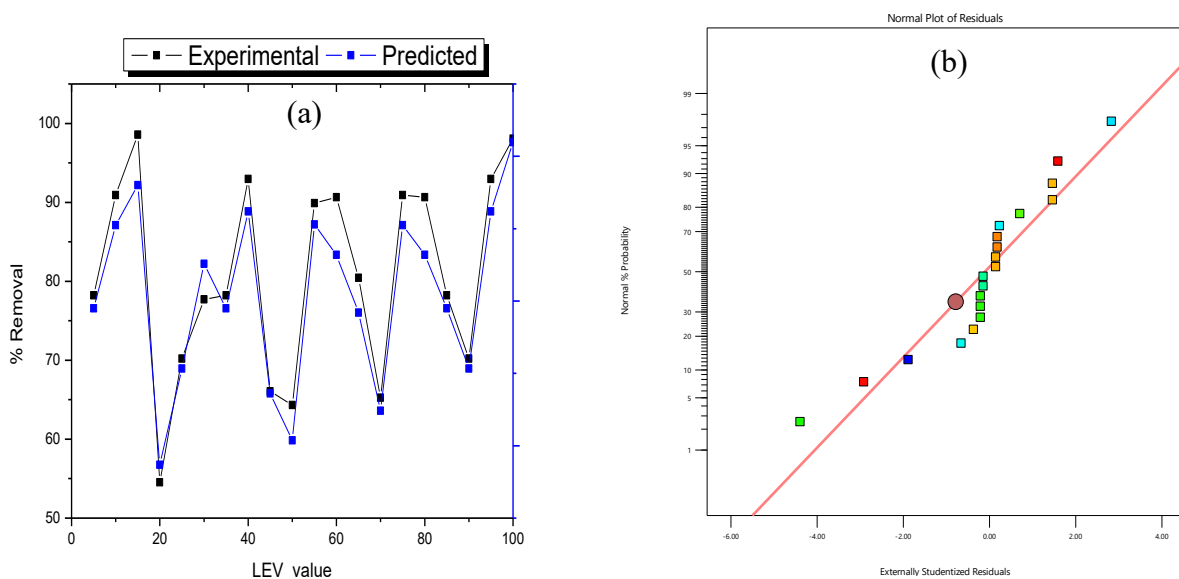 Experimental Predicted
(a)
100
90
80
70
60
50
% Removal
0 20 40 60 80 100
LEV value
Normal Plot of Residuals
(b)
99
95
90
80
70
50
30
20
10
5
1
Normal % Probability
-6.00 -4.00 -2.00 0.00 2.00 4.00
Externally Studentized Residuals